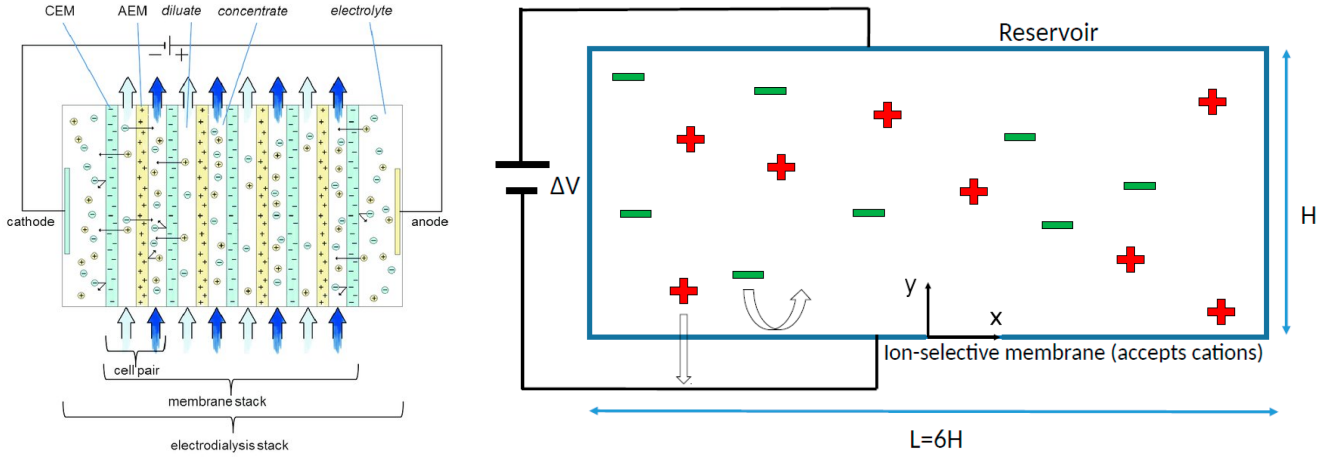 CEM AEM diluate concentrate electrolyte
cathode
anode
cell pair
membrane stack
electrodialysis stack
Reservoir
ΔV
H
y
x
Ion-selective membrane (accepts cations)
L=6H